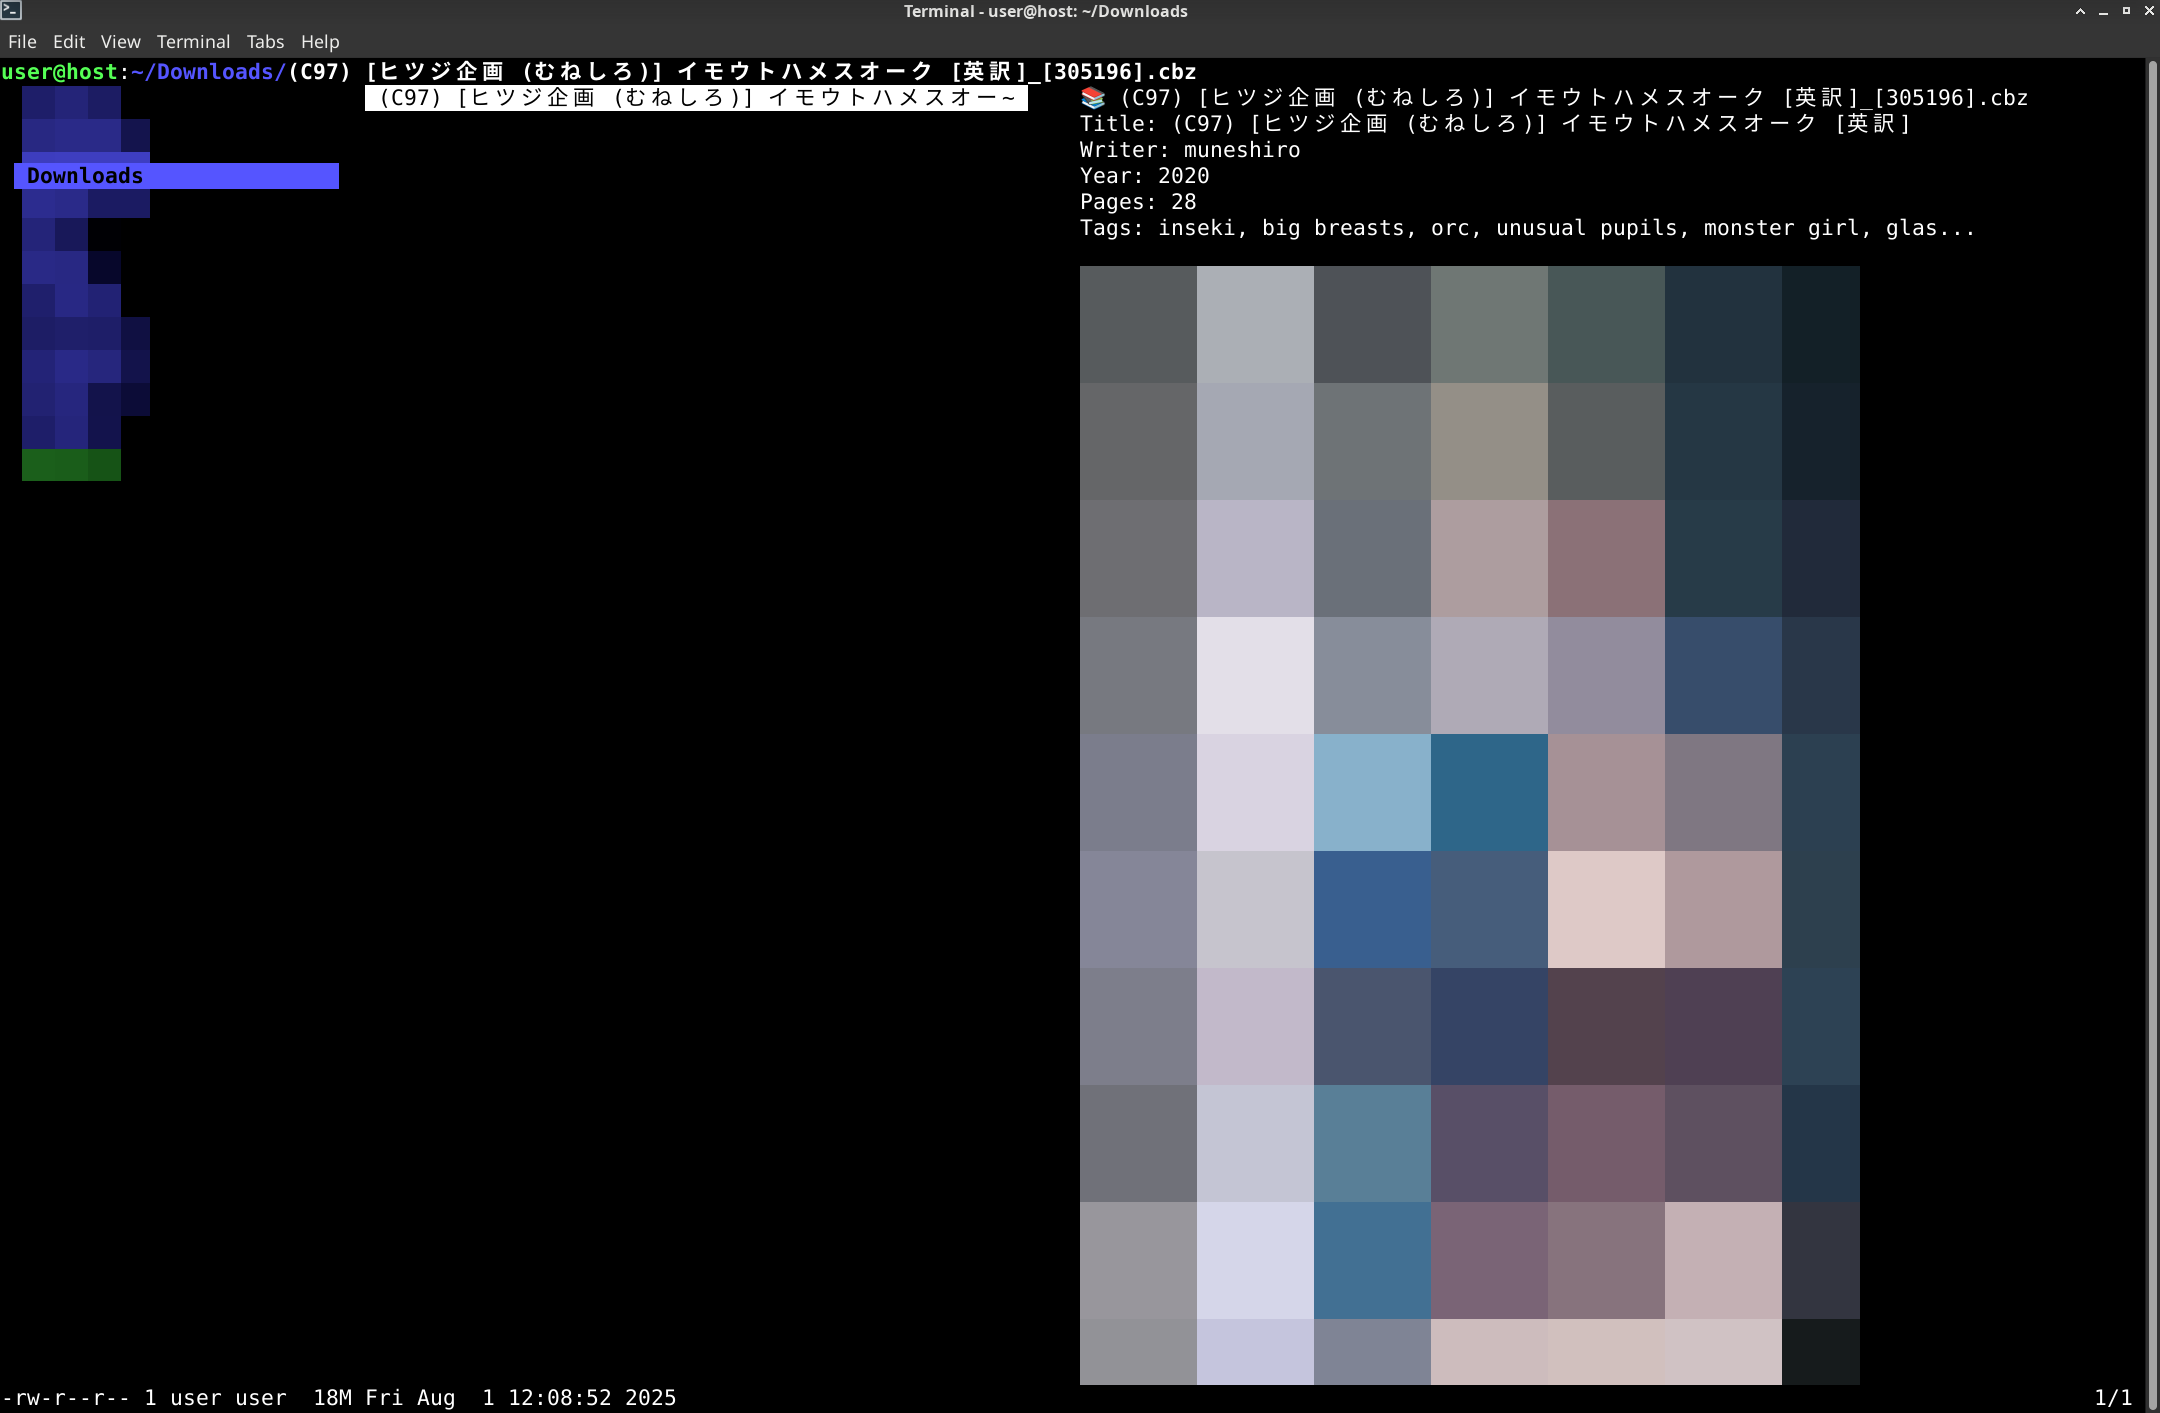 Terminal - user@host: ~/Downloads
File Edit View Terminal Tabs Help
user@host:~/Downloads/(C97) [ヒツジ企画 (むねしろ)] イモウトハメスオーク [英訳]_[305196].cbz
(C97) [ヒツジ企画 (むねしろ)] イモウトハメスオー~
📚 (C97) [ヒツジ企画 (むねしろ)] イモウトハメスオーク [英訳]_[305196].cbz
Title: (C97) [ヒツジ企画 (むねしろ)] イモウトハメスオーク [英訳]
Writer: muneshiro
Downloads
Year: 2020
Pages: 28
Tags: inseki, big breasts, orc, unusual pupils, monster girl, glas...
-rw-r--r-- 1 user user  18M Fri Aug  1 12:08:52 2025
1/1